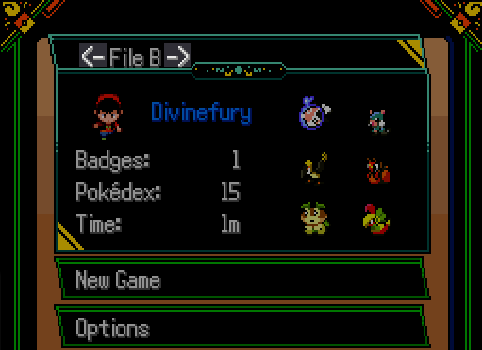 <- File B ->
Divinefury
Badges: 1
Pokédex: 15
Time: 1m
New Game
Options